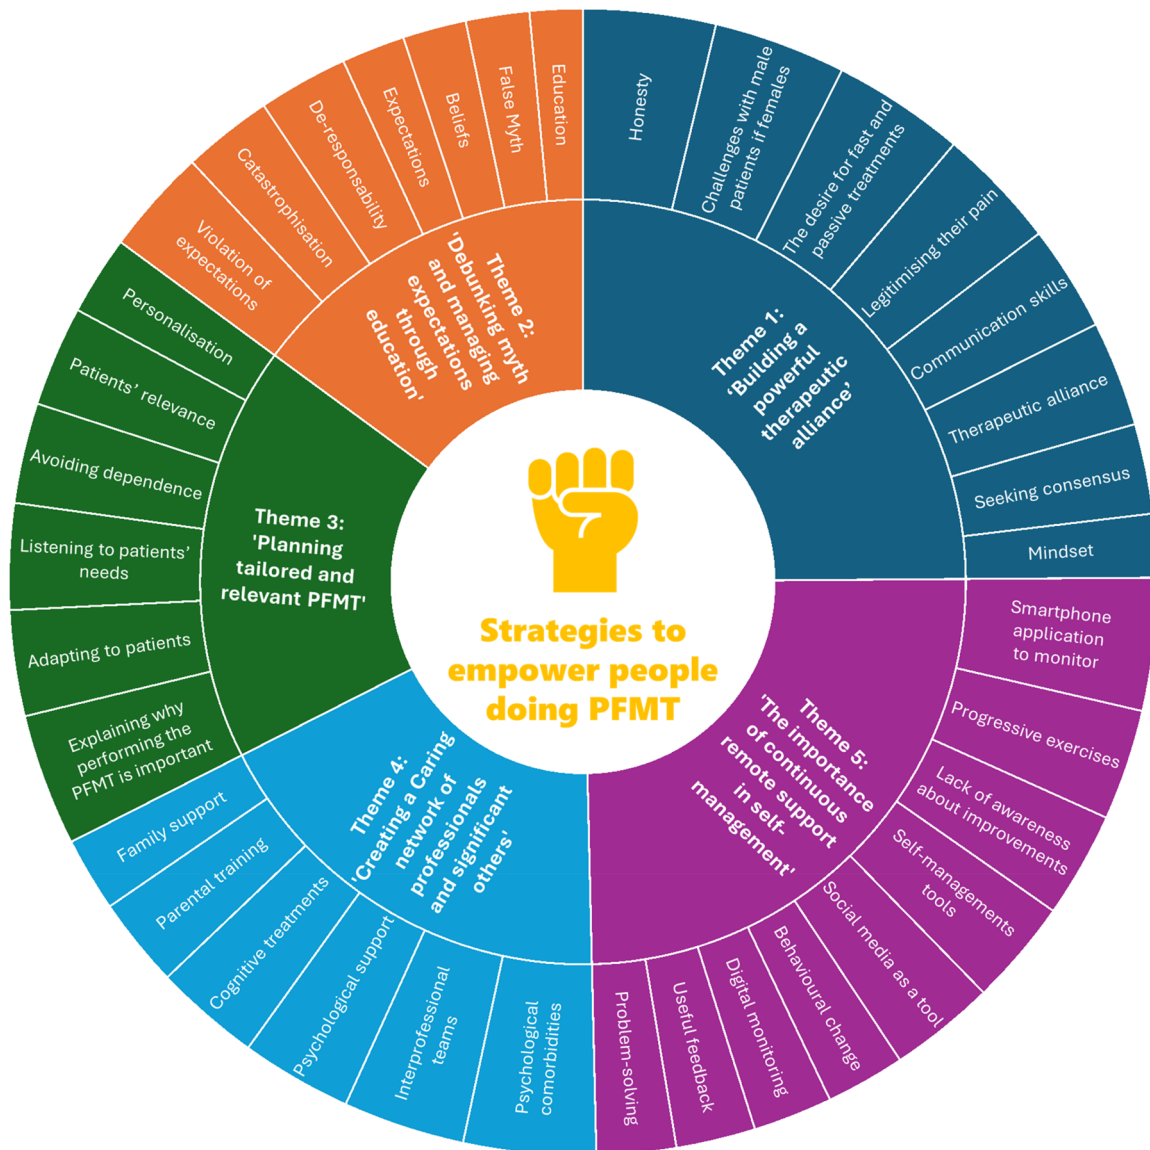 Strategies to
empower people
doing PFMT
Theme 1:
‘Building a
powerful
therapeutic
alliance’
Honesty
Challenges with male
patients if females
The desire for fast and
passive treatments
Legitimising their pain
Communication skills
Therapeutic alliance
Seeking consensus
Mindset
Theme 2:
'Debunking myth
and managing
expectations
through
education'
Education
False Myth
Beliefs
Expectations
De-responsability
Catastrophisation
Violation of
expectations
Theme 3:
'Planning
tailored and
relevant PFMT'
Personalisation
Patients’ relevance
Avoiding dependence
Listening to patients’
needs
Adapting to patients
Explaining why
performing the
PFMT is important
Theme 4:
'Creating a Caring
network of
professionals
and significant
others'
Family support
Parental training
Cognitive treatments
Psychological support
Interprofessional
teams
Psychological
comorbidities
Theme 5:
'The importance
of continuous
remote support
in self-
management'
Smartphone
application
to monitor
Progressive exercises
Lack of awareness
about improvements
Self-managements
tools
Social media as a tool
Behavioural change
Digital monitoring
Useful feedback
Problem-solving